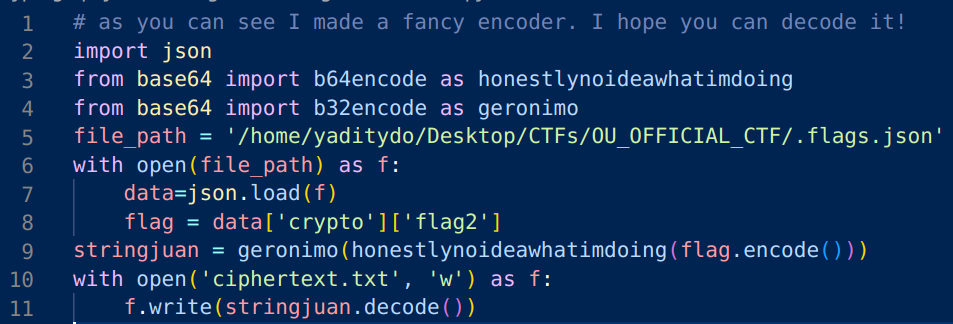 1 # as you can see I made a fancy encoder. I hope you can decode it!
2 import json
3 from base64 import b64encode as honestlynoideawhatimdoing
4 from base64 import b32encode as geronimo
5 file_path = '/home/yaditydo/Desktop/CTFs/OU_OFFICIAL_CTF/.flags.json'
6 with open(file_path) as f:
7     data=json.load(f)
8     flag = data['crypto']['flag2']
9 stringjuan = geronimo(honestlynoideawhatimdoing(flag.encode()))
10 with open('ciphertext.txt', 'w') as f:
11     f.write(stringjuan.decode())